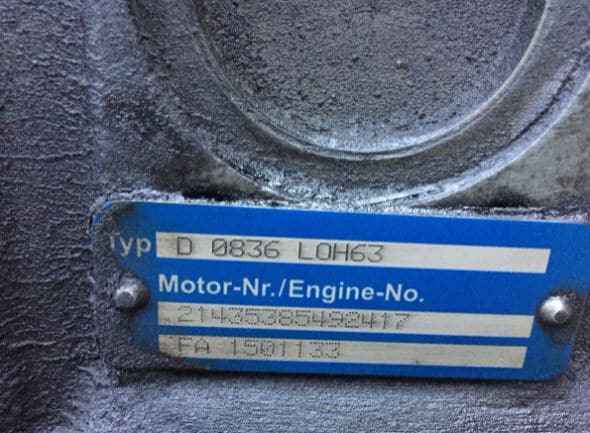 Typ D 0836 LOH63
Motor-Nr./Engine-No.
21435385492417
FA 1501133